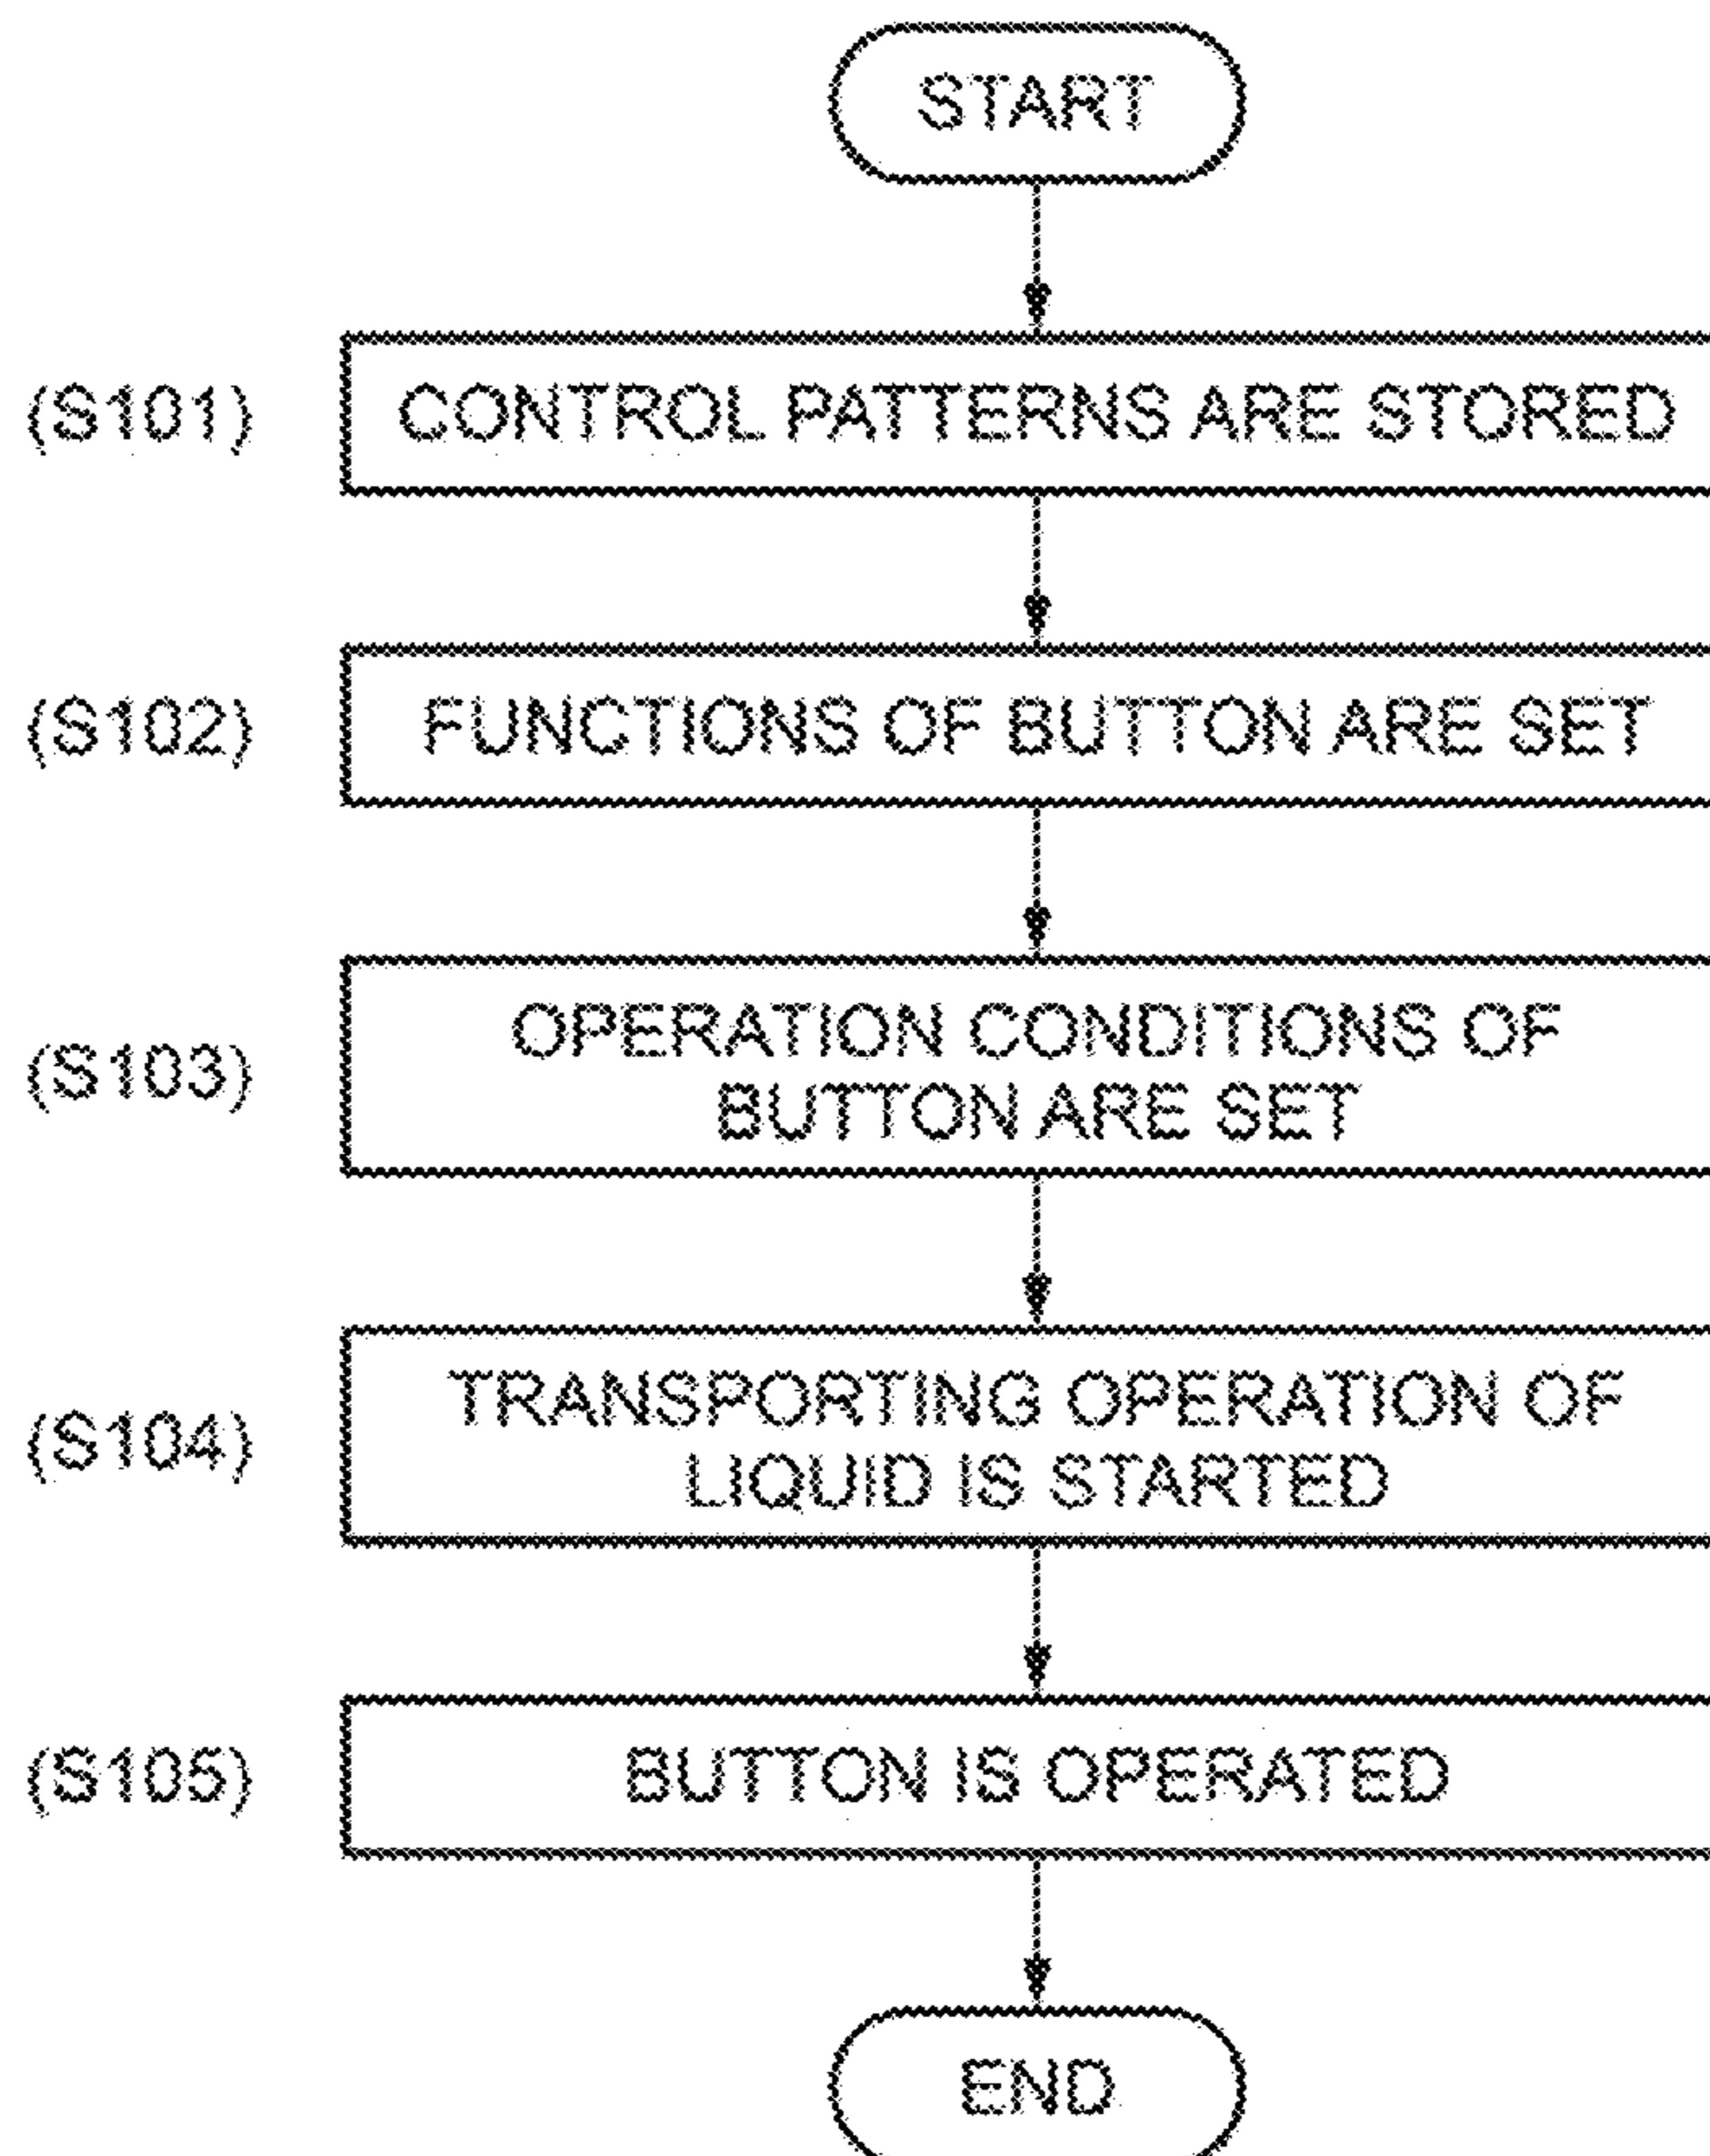 START
(S101) CONTROL PATTERNS ARE STORED
(S102) FUNCTIONS OF BUTTON ARE SET
(S103) OPERATION CONDITIONS OF
BUTTON ARE SET
(S104) TRANSPORTING OPERATION OF
LIQUID IS STARTED
(S105) BUTTON IS OPERATED
END